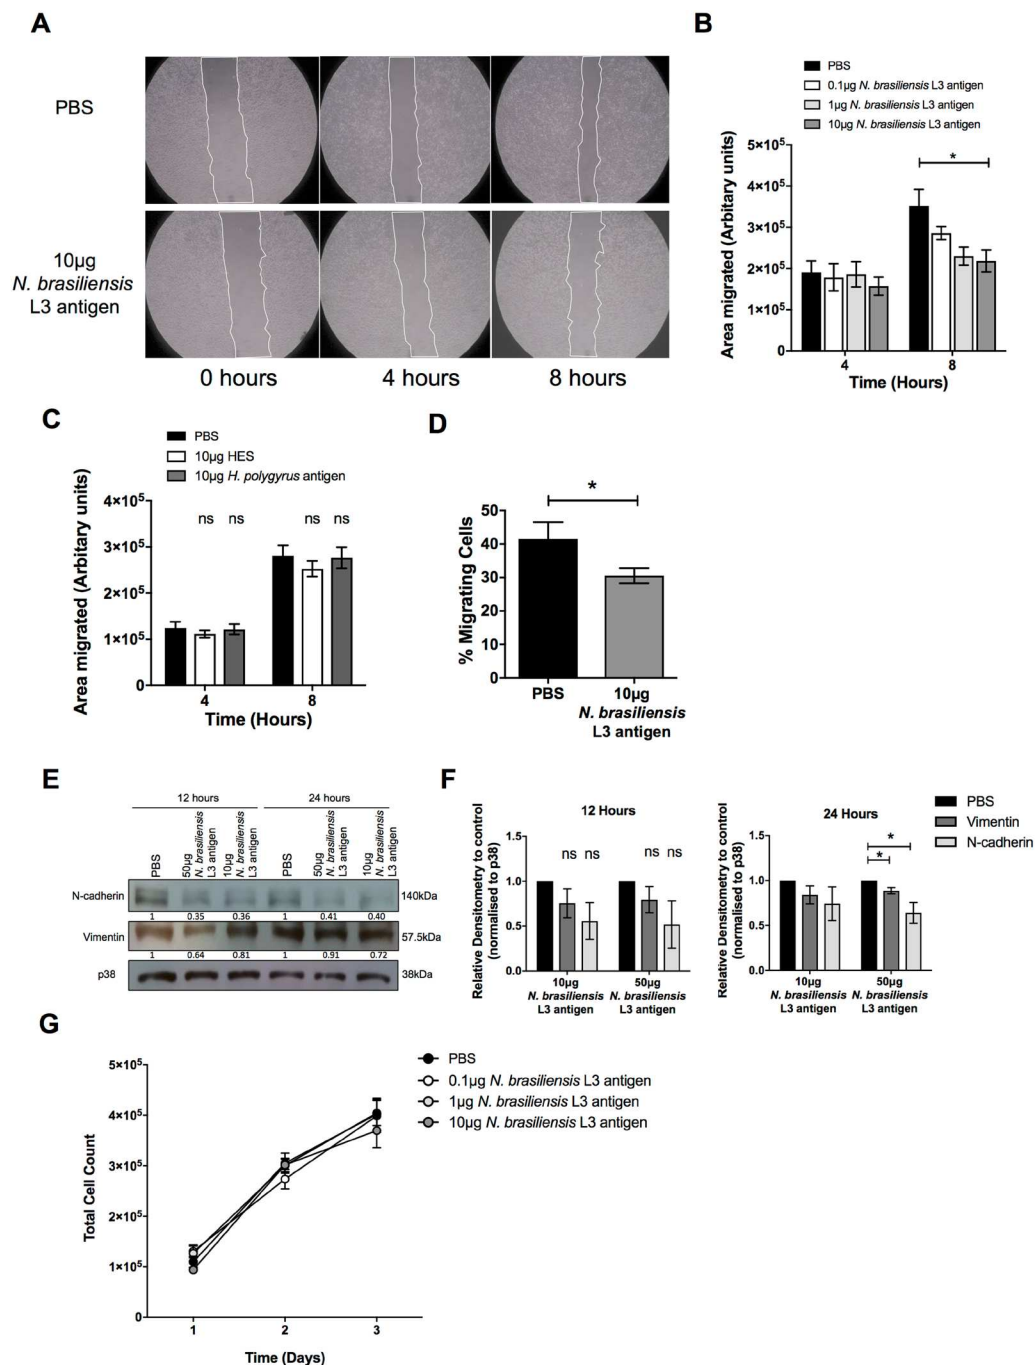 A
PBS
10µg
N. brasiliensis
L3 antigen
0 hours
4 hours
8 hours
B
PBS
0.1µg N. brasiliensis L3 antigen
1µg N. brasiliensis L3 antigen
10µg N. brasiliensis L3 antigen
Area migrated (Arbitary units)
5×10⁵
4×10⁵
3×10⁵
2×10⁵
1×10⁵
0
*
4
8
Time (Hours)
C
PBS
10µg HES
10µg H. polygyrus antigen
Area migrated (Arbitary units)
4×10⁵
3×10⁵
2×10⁵
1×10⁵
0
ns ns ns ns
4
8
Time (Hours)
D
% Migrating Cells
50
40
30
20
10
0
*
PBS
10µg
N. brasiliensis
L3 antigen
E
12 hours
24 hours
PBS
50µg
N. brasiliensis
L3 antigen
10µg
N. brasiliensis
L3 antigen
PBS
50µg
N. brasiliensis
L3 antigen
10µg
N. brasiliensis
L3 antigen
N-cadherin
140kDa
1 0.35 0.36 1 0.41 0.40
Vimentin
57.5kDa
1 0.64 0.81 1 0.91 0.72
p38
38kDa
F
12 Hours
Relative Densitometry to control
(normalised to p38)
1.5
1.0
0.5
0.0
ns ns ns ns
10µg
N. brasiliensis
L3 antigen
50µg
N. brasiliensis
L3 antigen
24 Hours
Relative Densitometry to control
(normalised to p38)
1.5
1.0
0.5
0.0
*
*
10µg
N. brasiliensis
L3 antigen
50µg
N. brasiliensis
L3 antigen
PBS
Vimentin
N-cadherin
G
Total Cell Count
5×10⁵
4×10⁵
3×10⁵
2×10⁵
1×10⁵
0
1
2
3
Time (Days)
PBS
0.1µg N. brasiliensis L3 antigen
1µg N. brasiliensis L3 antigen
10µg N. brasiliensis L3 antigen